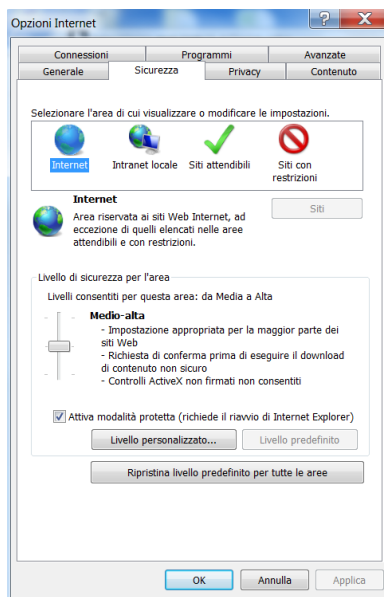 Opzioni Internet
?
X
Connessioni Programmi Avanzate
Generale Sicurezza Privacy Contenuto
Selezionare l'area di cui visualizzare o modificare le impostazioni.
Internet Intranet locale Siti attendibili Siti con
restrizioni
Internet
Siti
Area riservata ai siti Web Internet, ad
eccezione di quelli elencati nelle aree
attendibili e con restrizioni.
Livello di sicurezza per l'area
Livelli consentiti per questa area: da Media a Alta
Medio-alta
- Impostazione appropriata per la maggior parte dei
siti Web
- Richiesta di conferma prima di eseguire il download
di contenuto non sicuro
- Controlli ActiveX non firmati non consentiti
Attiva modalità protetta (richiede il riavvio di Internet Explorer)
Livello personalizzato... Livello predefinito
Ripristina livello predefinito per tutte le aree
OK Annulla Applica